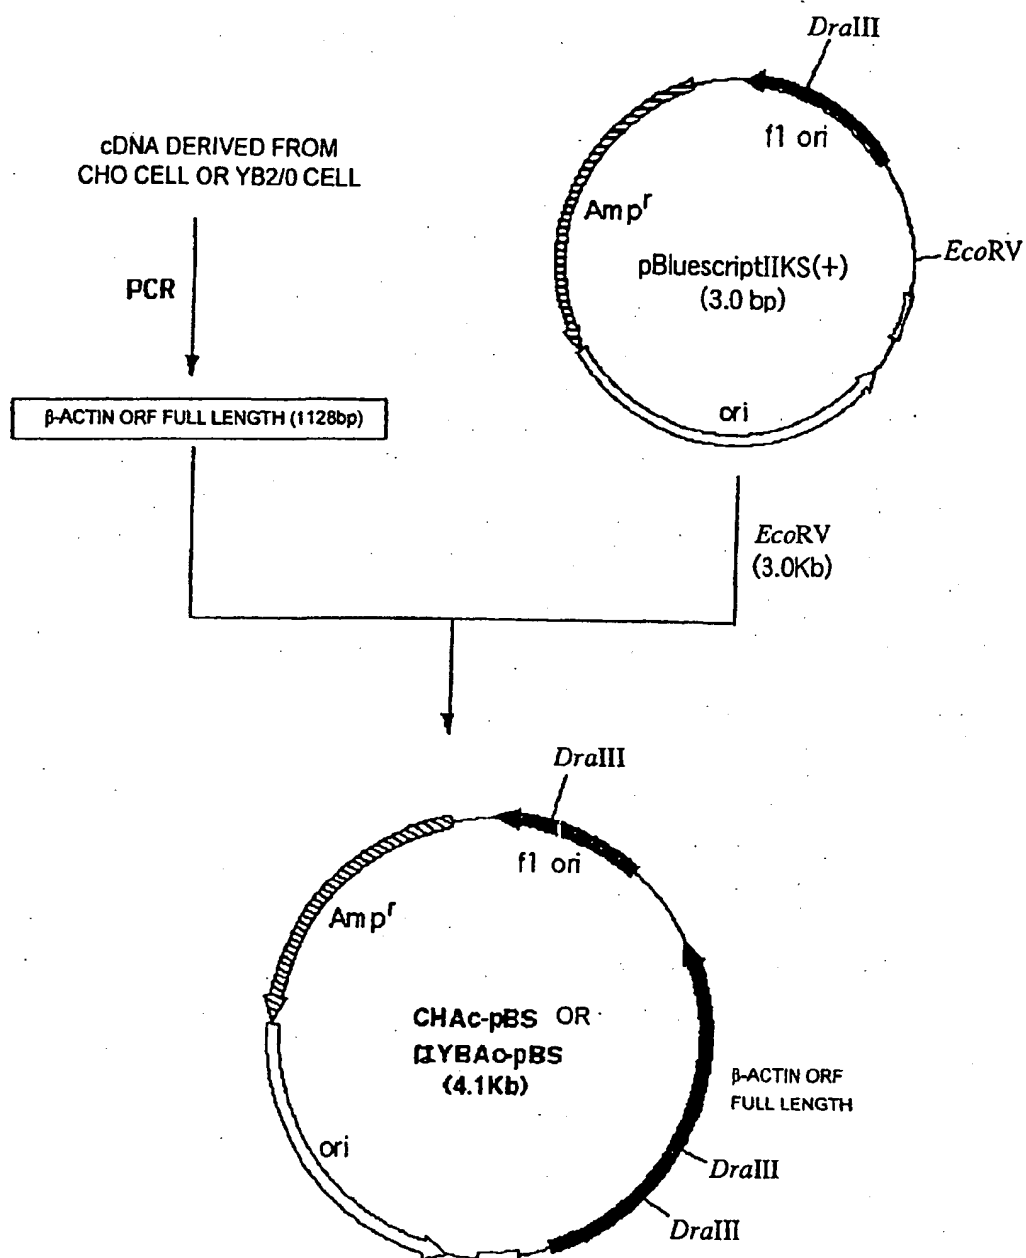 DraIII
f1 ori
cDNA DERIVED FROM
CHO CELL OR YB2/0 CELL
Ampʳ
EcoRV
pBluescriptIIKS(+)
(3.0 bp)
PCR
β-ACTIN ORF FULL LENGTH (1128bp)
ori
EcoRV
(3.0Kb)
DraIII
f1 ori
Ampʳ
CHAc-pBS OR
YBAc-pBS
(4.1Kb)
β-ACTIN ORF
FULL LENGTH
ori
DraIII
DraIII